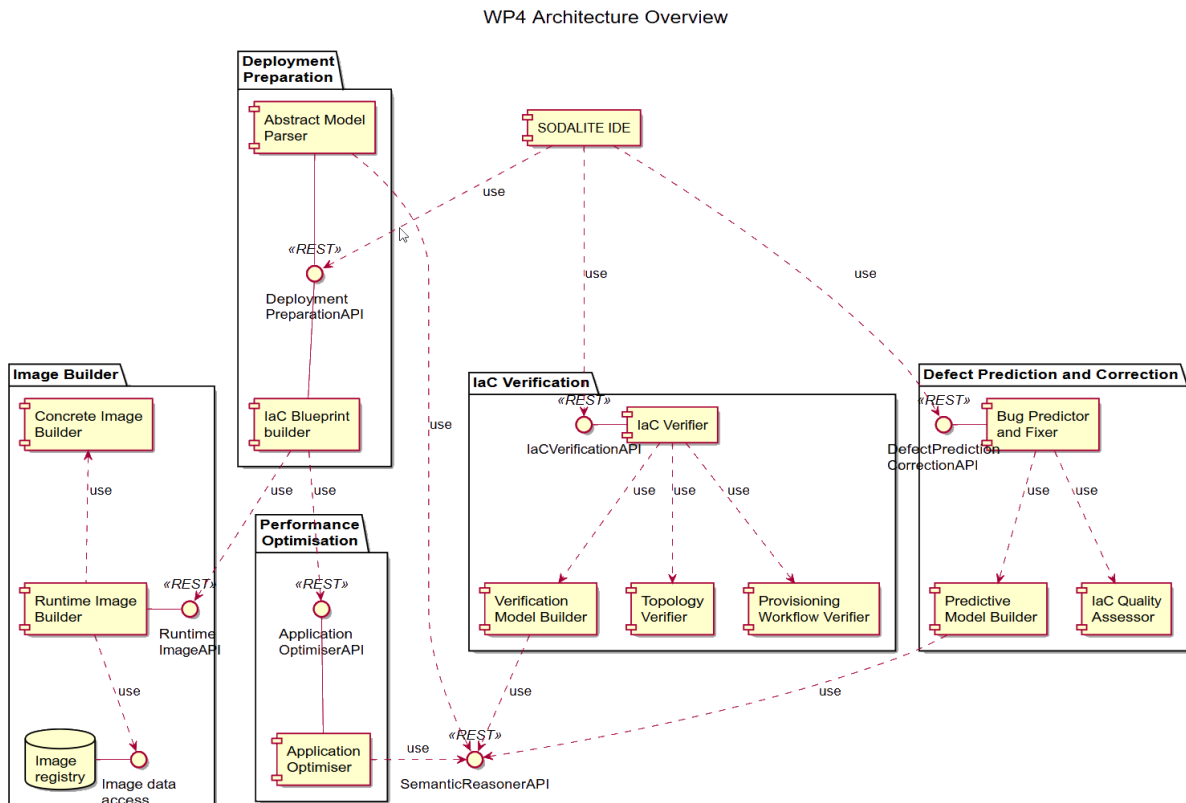 WP4 Architecture Overview
Deployment
Preparation
Abstract Model
Parser
SODALITE IDE
use
«REST»
use
use
Deployment
PreparationAPI
Image Builder
IaC Verification
Defect Prediction and Correction
«REST»
«REST»
Concrete Image
Builder
IaC Blueprint
builder
use
IaC Verifier
Bug Predictor
and Fixer
IaCVerificationAPI
DefectPrediction
CorrectionAPI
use
use
use
use
use
use
use
use
Performance
Optimisation
«REST»
«REST»
Runtime Image
Builder
Verification
Model Builder
Topology
Verifier
Provisioning
Workflow Verifier
Predictive
Model Builder
IaC Quality
Assessor
Runtime
ImageAPI
Application
OptimiserAPI
use
use
use
«REST»
Image
registry
Image data
access
Application
Optimiser
use
SemanticReasonerAPI